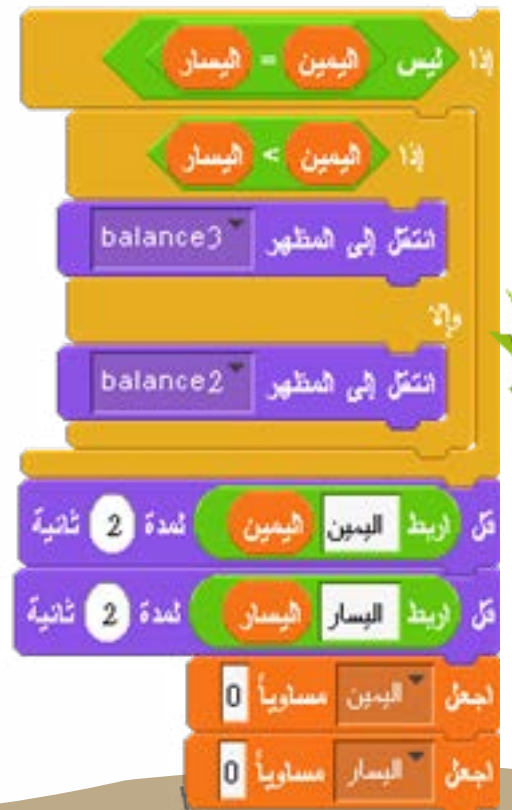 إذا ليس اليمين = اليسار
إذا اليمين < اليسار
انتقل إلى المظهر balance3
وإلا
انتقل إلى المظهر balance2
قل اربط اليمين اليمين لمدة 2 ثانية
قل اربط اليسار اليسار لمدة 2 ثانية
اجعل اليمين مساوياً 0
اجعل اليسار مساوياً 0